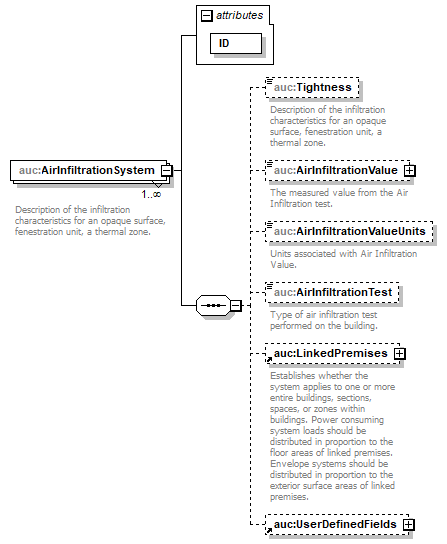 attributes
ID
auc:Tightness
Description of the infiltration
characteristics for an opaque
surface, fenestration unit, a
thermal zone.
auc:AirInfiltrationSystem
1..∞
Description of the infiltration
characteristics for an opaque surface,
fenestration unit, a thermal zone.
auc:AirInfiltrationValue
The measured value from the Air
Infiltration test.
auc:AirInfiltrationValueUnits
Units associated with Air Infiltration
Value.
auc:AirInfiltrationTest
Type of air infiltration test
performed on the building.
auc:LinkedPremises
Establishes whether the
system applies to one or more
entire buildings, sections,
spaces, or zones within
buildings. Power consuming
system loads should be
distributed in proportion to the
floor areas of linked premises.
Envelope systems should be
distributed in proportion to the
exterior surface areas of linked
premises.
auc:UserDefinedFields